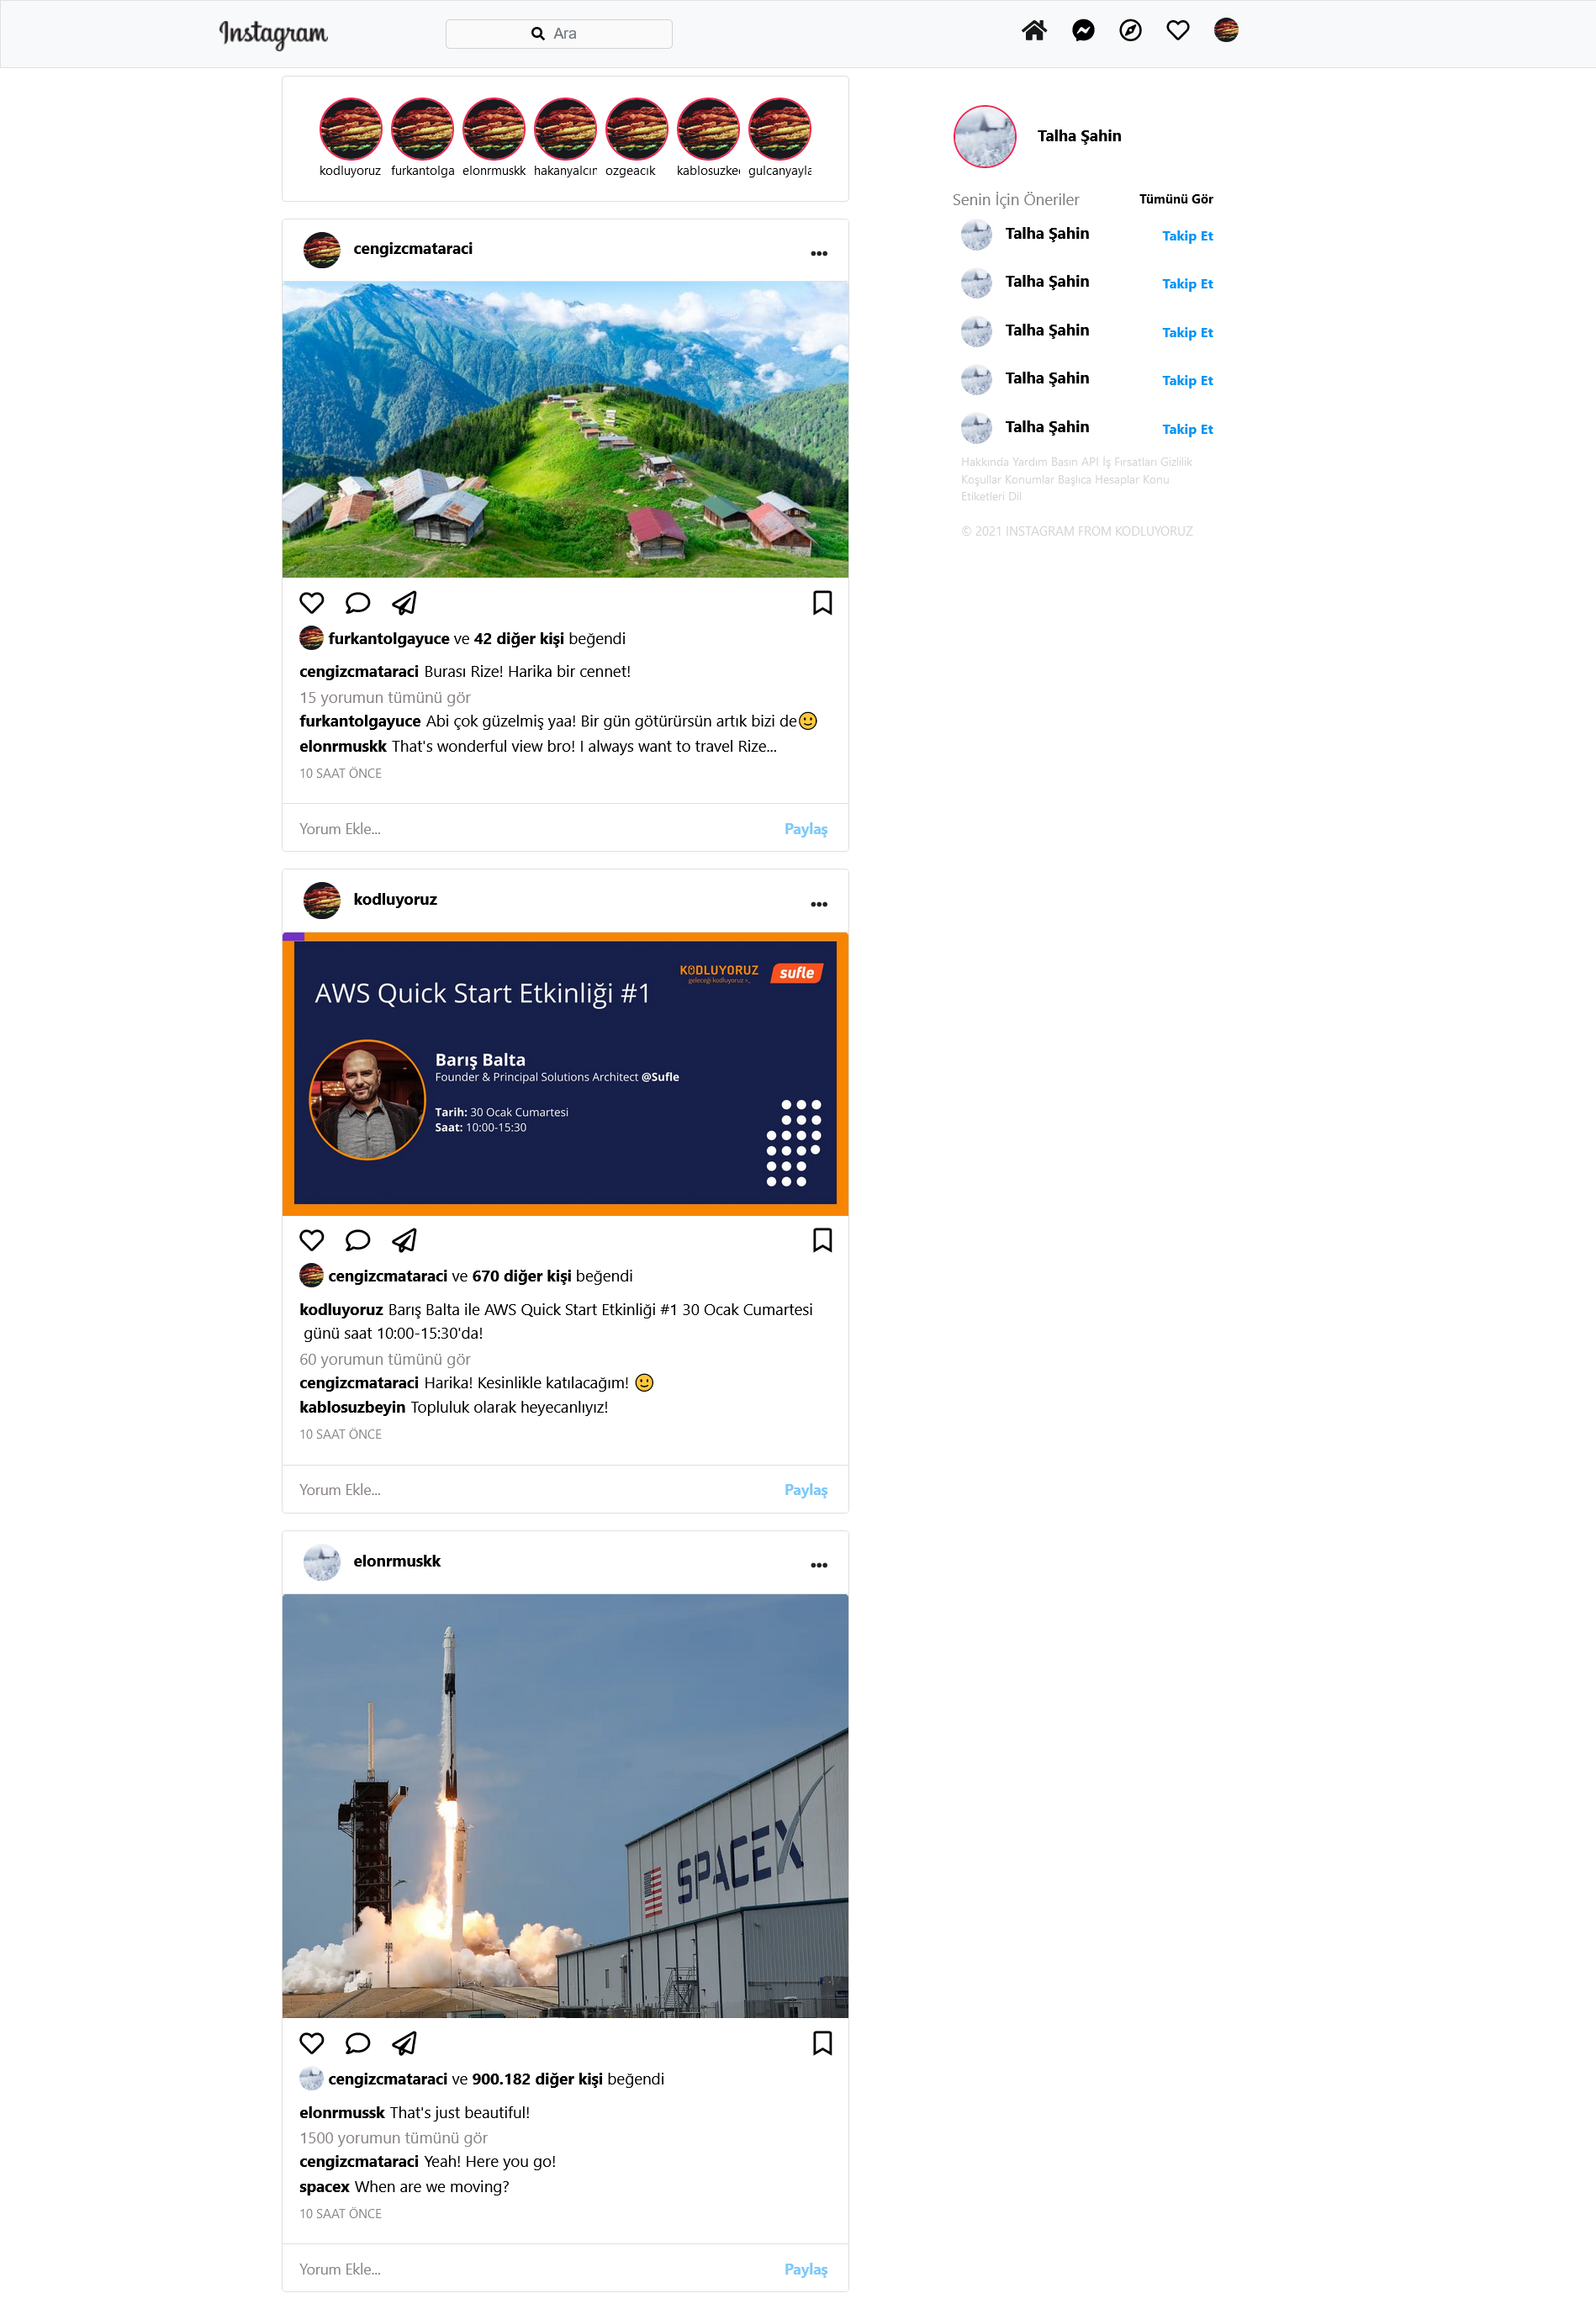 Instagram
Ara
kodluyoruz furkantolga elonrmuskk hakanyalcın ozgeacık kablosuzke gulcanyayla
Talha Şahin
Senin İçin Öneriler Tümünü Gör
Talha Şahin Takip Et
Talha Şahin Takip Et
Talha Şahin Takip Et
Talha Şahin Takip Et
Talha Şahin Takip Et
Hakkında Yardım Basın API İş Fırsatları Gizlilik
Koşullar Konumlar Başlıca Hesaplar Konu
Etiketleri Dil
© 2021 INSTAGRAM FROM KODLUYORUZ
cengizcmataraci
furkantolgayuce ve 42 diğer kişi beğendi
cengizcmataraci Burası Rize! Harika bir cennet!
15 yorumun tümünü gör
furkantolgayuce Abi çok güzelmiş yaa! Bir gün götürürsün artık bizi de🙂
elonrmuskk That's wonderful view bro! I always want to travel Rize...
10 SAAT ÖNCE
Yorum Ekle... Paylaş
kodluyoruz
KODLUYORUZ sufle
geleceği kodluyoruz
AWS Quick Start Etkinliği #1
Barış Balta
Founder & Principal Solutions Architect @Sufle
Tarih: 30 Ocak Cumartesi
Saat: 10:00-15:30
cengizcmataraci ve 670 diğer kişi beğendi
kodluyoruz Barış Balta ile AWS Quick Start Etkinliği #1 30 Ocak Cumartesi
günü saat 10:00-15:30'da!
60 yorumun tümünü gör
cengizcmataraci Harika! Kesinlikle katılacağım! 🙂
kablosuzbeyin Topluluk olarak heyecanlıyız!
10 SAAT ÖNCE
Yorum Ekle... Paylaş
elonrmuskk
SPACEX
cengizcmataraci ve 900.182 diğer kişi beğendi
elonrmussk That's just beautiful!
1500 yorumun tümünü gör
cengizcmataraci Yeah! Here you go!
spacex When are we moving?
10 SAAT ÖNCE
Yorum Ekle... Paylaş